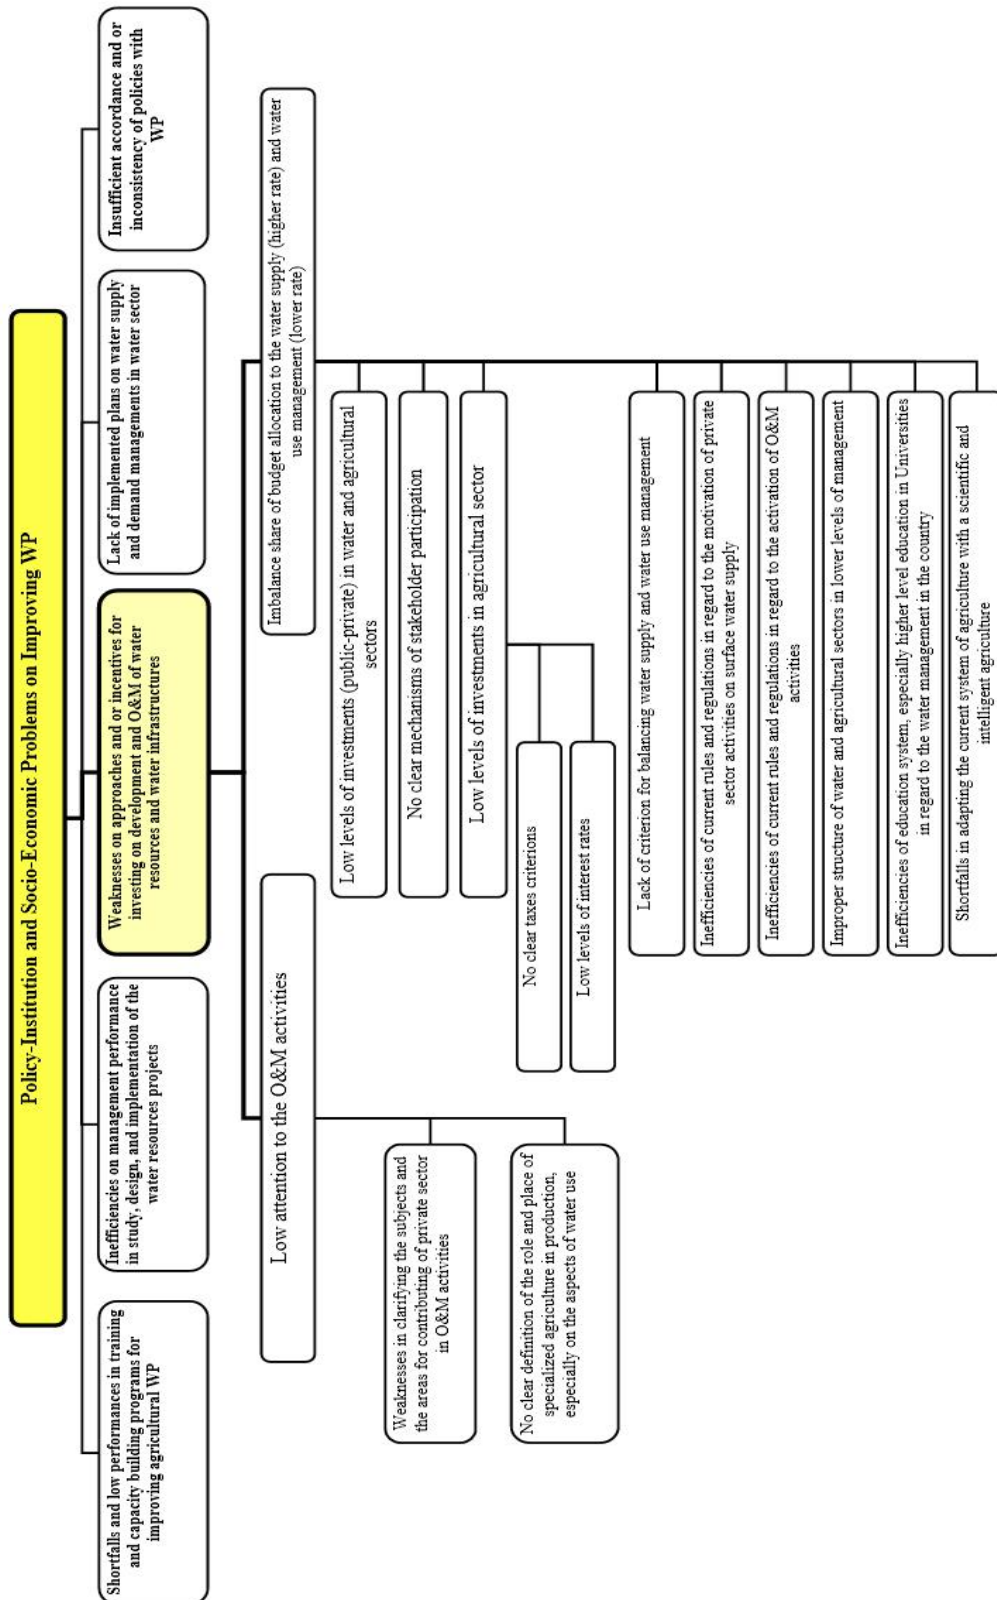 Policy-Institution and Socio-Economic Problems on Improving WP
Shortfalls and low performances in training
and capacity building programs for
improving agricultural WP
Inefficiencies on management performance
in study, design, and implementation of the
water resources projects
Weaknesses on approaches and or incentives for
investing on development and O&M of water
resources and water infrastructures
Lack of implemented plans on water supply
and demand managements in water sector
Insufficient accordance and or
inconsistency of policies with
WP
Low attention to the O&M activities
Weaknesses in clarifying the subjects and
the areas for contributing of private sector
in O&M activities
No clear definition of the role and place of
specialized agriculture in production,
especially on the aspects of water use
Imbalance share of budget allocation to the water supply (higher rate) and water
use management (lower rate)
Low levels of investments (public-private) in water and agricultural
sectors
No clear mechanisms of stakeholder participation
Low levels of investments in agricultural sector
No clear taxes criterions
Low levels of interest rates
Lack of criterion for balancing water supply and water use management
Inefficiencies of current rules and regulations in regard to the motivation of private
sector activities on surface water supply
Inefficiencies of current rules and regulations in regard to the activation of O&M
activities
Improper structure of water and agricultural sectors in lower levels of management
Inefficiencies of education system, especially higher level education in Universities
in regard to the water management in the country
Shortfalls in adapting the current system of agriculture with a scientific and
intelligent agriculture